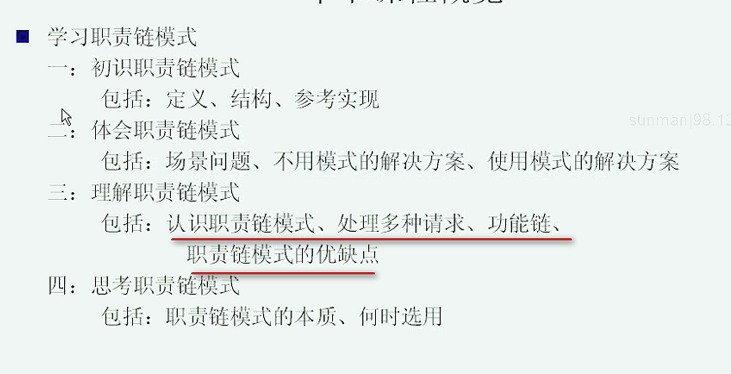 学习职责链模式
一：初识职责链模式
包括：定义、结构、参考实现
二：体会职责链模式
包括：场景问题、不用模式的解决方案、使用模式的解决方案
三：理解职责链模式
包括：认识职责链模式、处理多种请求、功能链、
职责链模式的优缺点
四：思考职责链模式
包括：职责链模式的本质、何时选用